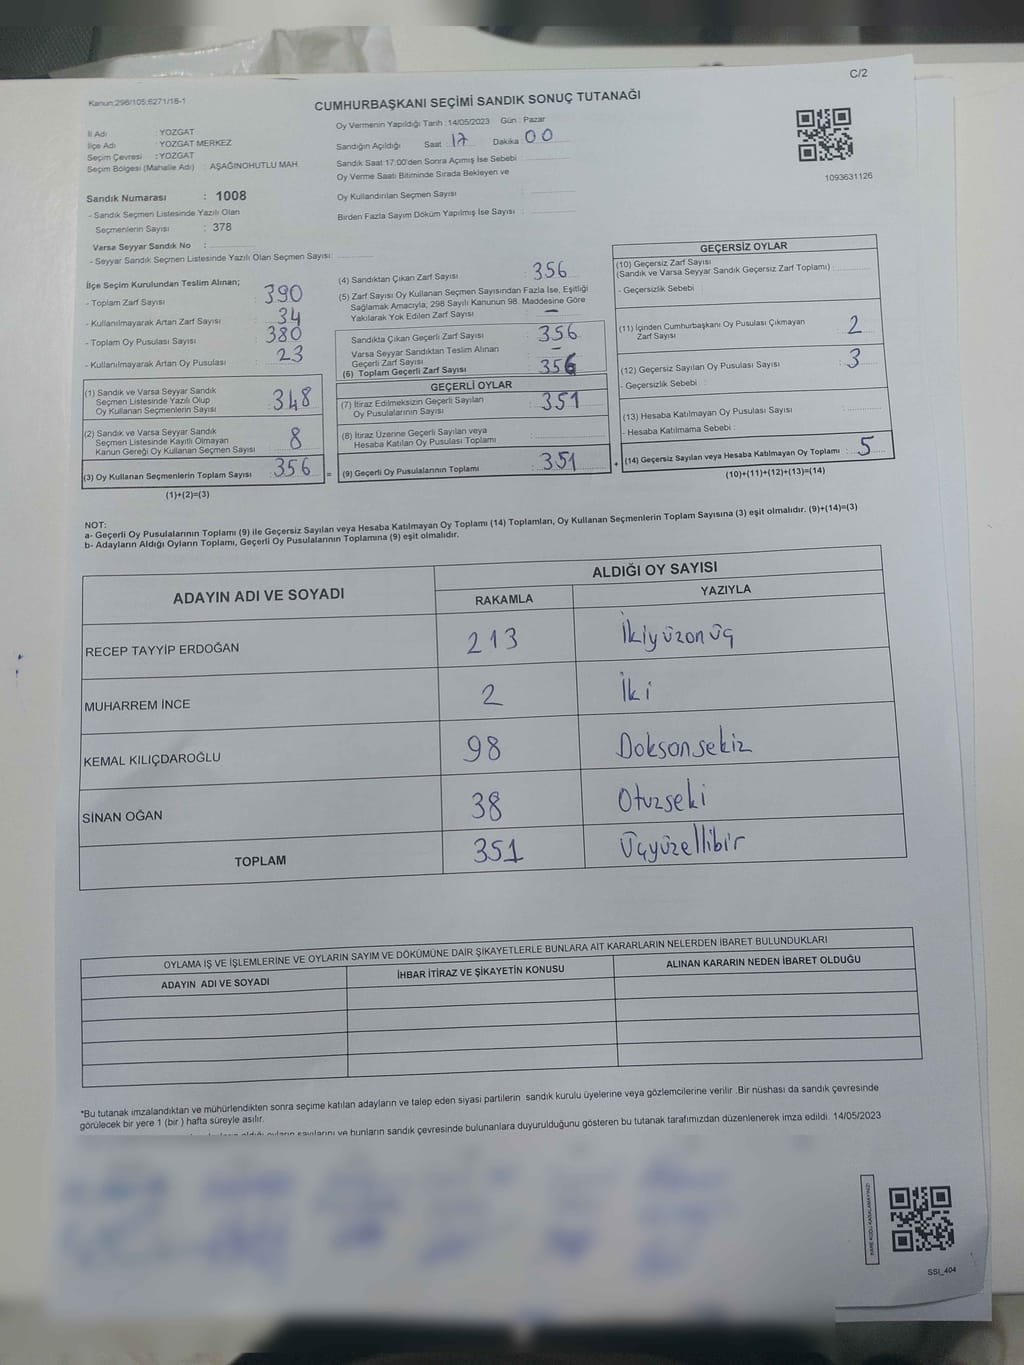 C/2
Kanun:298/105;6271/18-1
CUMHURBAŞKANI SEÇİMİ SANDIK SONUÇ TUTANAĞI
İl Adı : YOZGAT
İlçe Adı : YOZGAT MERKEZ
Seçim Çevresi : YOZGAT
Seçim Bölgesi (Mahalle Adı) : AŞAĞINOHUTLU MAH.
Sandık Numarası : 1008
- Sandık Seçmen Listesinde Yazılı Olan
Seçmenlerin Sayısı : 378
Varsa Seyyar Sandık No :
- Seyyar Sandık Seçmen Listesinde Yazılı Olan Seçmen Sayısı:
Oy Vermenin Yapıldığı Tarih : 14/05/2023 Gün : Pazar
Sandığın Açıldığı Saat 17 Dakika 00
Sandık Saat 17:00'den Sonra Açımış İse Sebebi :
Oy Verme Saati Bitiminde Sırada Bekleyen ve
Oy Kullandırılan Seçmen Sayısı :
Birden Fazla Sayım Döküm Yapılmış İse Sayısı :
1093631126
İlçe Seçim Kurulundan Teslim Alınan;
- Toplam Zarf Sayısı : 390
- Kullanılmayarak Artan Zarf Sayısı : 34
- Toplam Oy Pusulası Sayısı : 380
- Kullanılmayarak Artan Oy Pusulası : 23
(1) Sandık ve Varsa Seyyar Sandık
Seçmen Listesinde Yazılı Olup
Oy Kullanan Seçmenlerin Sayısı : 348
(2) Sandık ve Varsa Seyyar Sandık
Seçmen Listesinde Kayıtlı Olmayan
Kanun Gereği Oy Kullanan Seçmen Sayısı : 8
(3) Oy Kullanan Seçmenlerin Toplam Sayısı : 356 =
(1)+(2)=(3)
(4) Sandıktan Çıkan Zarf Sayısı : 356
(5) Zarf Sayısı Oy Kullanan Seçmen Sayısından Fazla İse, Eşitliği
Sağlamak Amacıyla, 298 Sayılı Kanunun 98. Maddesine Göre
Yakılarak Yok Edilen Zarf Sayısı : —
Sandıkta Çıkan Geçerli Zarf Sayısı : 356
Varsa Seyyar Sandıktan Teslim Alınan
Geçerli Zarf Sayısı : –
(6) Toplam Geçerli Zarf Sayısı : 356
GEÇERLİ OYLAR
(7) İtiraz Edilmeksizin Geçerli Sayılan
Oy Pusulalarının Sayısı : 351
(8) İtiraz Üzerine Geçerli Sayılan veya
Hesaba Katılan Oy Pusulası Toplamı :
(9) Geçerli Oy Pusulalarının Toplamı : 351 +
GEÇERSİZ OYLAR
(10) Geçersiz Zarf Sayısı
(Sandık ve Varsa Seyyar Sandık Geçersiz Zarf Toplamı) :
- Geçersizlik Sebebi :
(11) İçinden Cumhurbaşkanı Oy Pusulası Çıkmayan
Zarf Sayısı : 2
(12) Geçersiz Sayılan Oy Pusulası Sayısı : 3
- Geçersizlik Sebebi :
(13) Hesaba Katılmayan Oy Pusulası Sayısı :
- Hesaba Katılmama Sebebi :
(14) Geçersiz Sayılan veya Hesaba Katılmayan Oy Toplamı : 5
(10)+(11)+(12)+(13)=(14)
NOT:
a- Geçerli Oy Pusulalarının Toplamı (9) ile Geçersiz Sayılan veya Hesaba Katılmayan Oy Toplamı (14) Toplamları, Oy Kullanan Seçmenlerin Toplam Sayısına (3) eşit olmalıdır. (9)+(14)=(3)
b- Adayların Aldığı Oyların Toplamı, Geçerli Oy Pusulalarının Toplamına (9) eşit olmalıdır.
ADAYIN ADI VE SOYADI ALDIĞI OY SAYISI
RAKAMLA YAZIYLA
RECEP TAYYİP ERDOĞAN 213 İkiyüzonüç
MUHARREM İNCE 2 İki
KEMAL KILIÇDAROĞLU 98 Doksonsekiz
SİNAN OĞAN 38 Otuzseki
TOPLAM 351 Üçyüzellibir
OYLAMA İŞ VE İŞLEMLERİNE VE OYLARIN SAYIM VE DÖKÜMÜNE DAİR ŞİKAYETLERLE BUNLARA AİT KARARLARIN NELERDEN İBARET BULUNDUKLARI
ADAYIN ADI VE SOYADI İHBAR İTİRAZ VE ŞİKAYETİN KONUSU ALINAN KARARIN NEDEN İBARET OLDUĞU
*Bu tutanak imzalandıktan ve mühürlendikten sonra seçime katılan adayların ve talep eden siyasi partilerin sandık kurulu üyelerine veya gözlemcilerine verilir .Bir nüshası da sandık çevresinde
görülecek bir yere 1 (bir ) hafta süreyle asılır.
oyların sayılarını ve bunların sandık çevresinde bulunanlara duyurulduğunu gösteren bu tutanak tarafımızdan düzenlenerek imza edildi. 14/05/2023
SSI_404